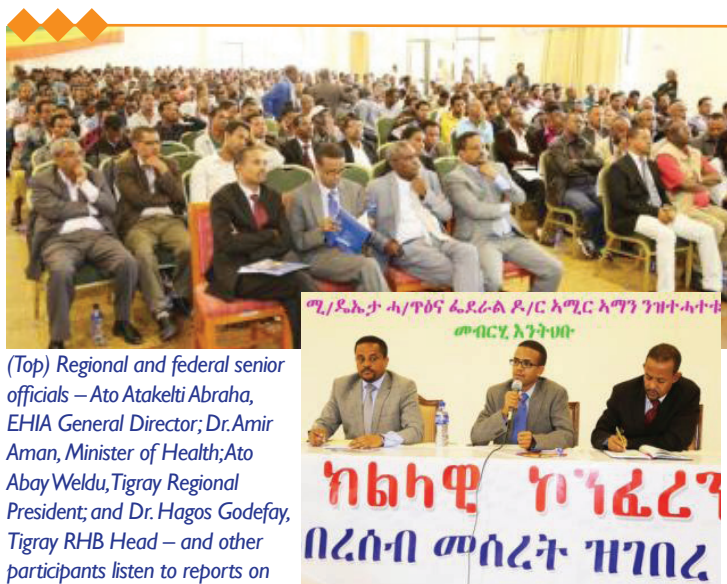 (Top) Regional and federal senior
officials – Ato Atakelti Abraha,
EHIA General Director; Dr. Amir
Aman, Minister of Health; Ato
Abay Weldu, Tigray Regional
President; and Dr. Hagos Godefay,
Tigray RHB Head – and other
participants listen to reports on
ሚ/ዴኤታ ሓ/ጥዕና ፌደራል ዶ/ር ኣሚር ኣማን ንዝተሓተቱ
መብርሂ እንትህቡ
ክልላዊ ኮንፈረን
በረሰብ መሰረት ዝገበረ